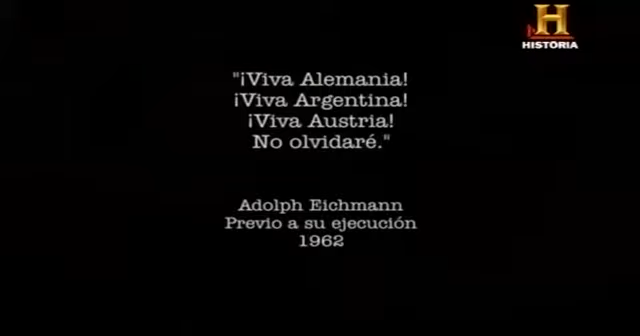 H
HISTORIA
"¡Viva Alemania!
¡Viva Argentina!
¡Viva Austria!
No olvidaré."
Adolph Eichmann
Previo a su ejecución
1962